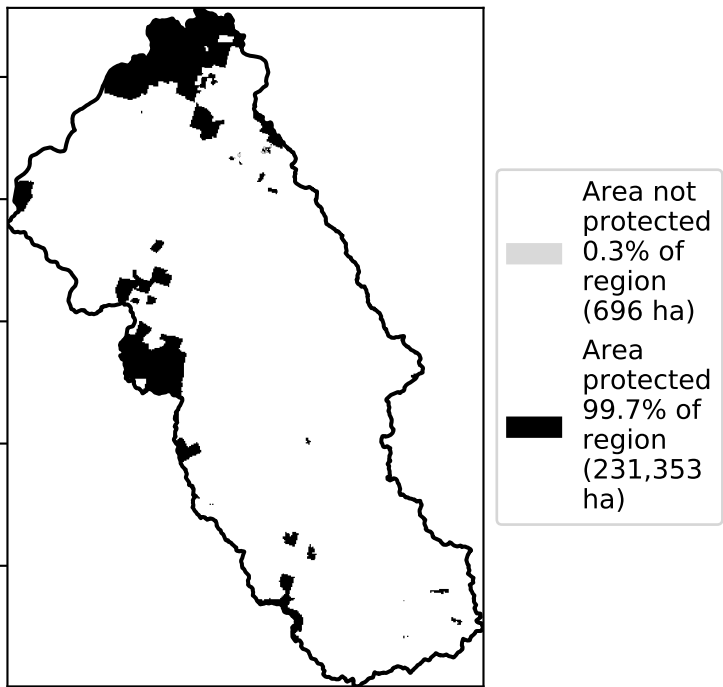 Area not
protected
0.3% of
region
(696 ha)
Area
protected
99.7% of
region
(231,353
ha)